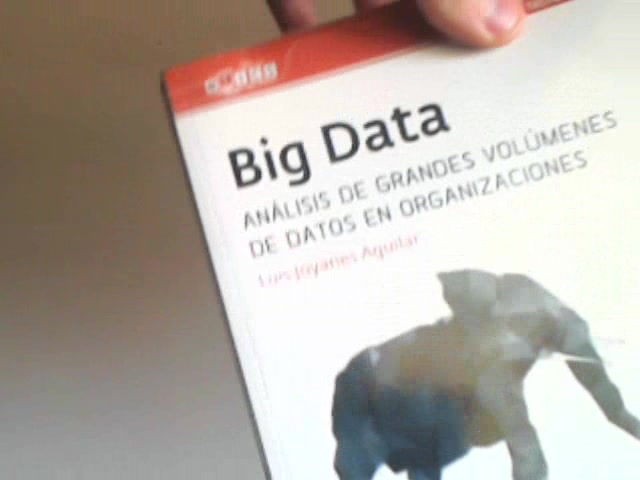 Big Data
ANÁLISIS DE GRANDES VOLÚMENES
DE DATOS EN ORGANIZACIONES
Luis Joyanes Aguilar